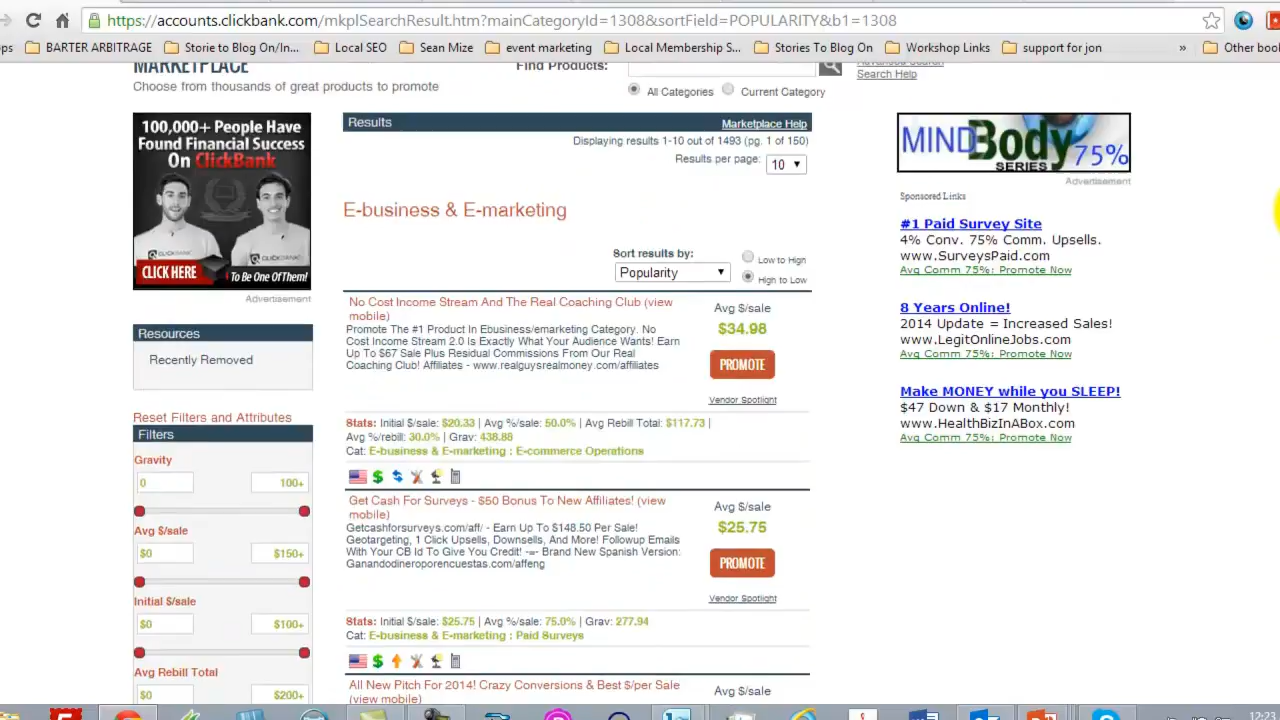 https://accounts.clickbank.com/mkplSearchResult.htm?mainCategoryId=1308&sortField=POPULARITY&b1=1308
BARTER ARBITRAGE Storie to Blog On/In... Local SEO Sean Mize event marketing Local Membership S... Stories To Blog On Workshop Links support for jon » Other boo
MARKETPLACE
Choose from thousands of great products to promote
Find Products:
Advanced Search
Search Help
All Categories Current Category
100,000+ People Have
Found Financial Success
On ClickBank
CLICK HERE To Be One Of Them!
Advertisement
Resources
Recently Removed
Reset Filters and Attributes
Filters
Gravity
0 100+
Avg $/sale
$0 $150+
Initial $/sale
$0 $100+
Avg Rebill Total
$0 $200+
Results Marketplace Help
Displaying results 1-10 out of 1493 (pg. 1 of 150)
Results per page: 10
E-business & E-marketing
Sort results by:
Popularity
Low to High
High to Low
No Cost Income Stream And The Real Coaching Club (view
mobile)
Promote The #1 Product In Ebusiness/emarketing Category. No
Cost Income Stream 2.0 Is Exactly What Your Audience Wants! Earn
Up To $67 Sale Plus Residual Commissions From Our Real
Coaching Club! Affiliates - www.realguysrealmoney.com/affiliates
Avg $/sale
$34.98
PROMOTE
Vendor Spotlight
Stats: Initial $/sale: $20.33 | Avg %/sale: 50.0% | Avg Rebill Total: $117.73 |
Avg %/rebill: 30.0% | Grav: 438.88
Cat: E-business & E-marketing : E-commerce Operations
Get Cash For Surveys - $50 Bonus To New Affiliates! (view
mobile)
Getcashforsurveys.com/aff/ - Earn Up To $148.50 Per Sale!
Geotargeting, 1 Click Upsells, Downsells, And More! Followup Emails
With Your CB Id To Give You Credit! -=- Brand New Spanish Version:
Ganandodineroporencuestas.com/affeng
Avg $/sale
$25.75
PROMOTE
Vendor Spotlight
Stats: Initial $/sale: $25.75 | Avg %/sale: 75.0% | Grav: 277.94
Cat: E-business & E-marketing : Paid Surveys
All New Pitch For 2014! Crazy Conversions & Best $/per Sale
(view mobile)
Avg $/sale
MINDBody 75%
SERIES
Advertisement
Sponsored Links
#1 Paid Survey Site
4% Conv. 75% Comm. Upsells.
www.SurveysPaid.com
Avg Comm 75%: Promote Now
8 Years Online!
2014 Update = Increased Sales!
www.LegitOnlineJobs.com
Avg Comm 75%: Promote Now
Make MONEY while you SLEEP!
$47 Down & $17 Monthly!
www.HealthBizInABox.com
Avg Comm 75%: Promote Now
12:23